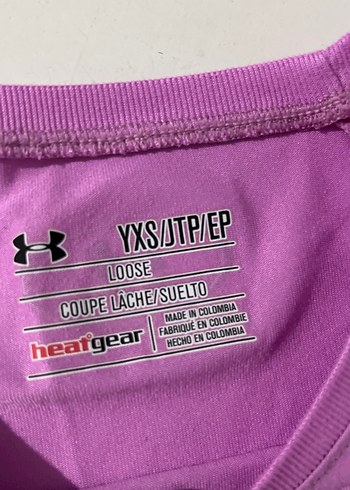 YXS/JTP/EP
LOOSE
COUPE LÂCHE/SUELTO
heatgear
MADE IN COLOMBIA
FABRIQUÉ EN COLOMBIE
HECHO EN COLOMBIA